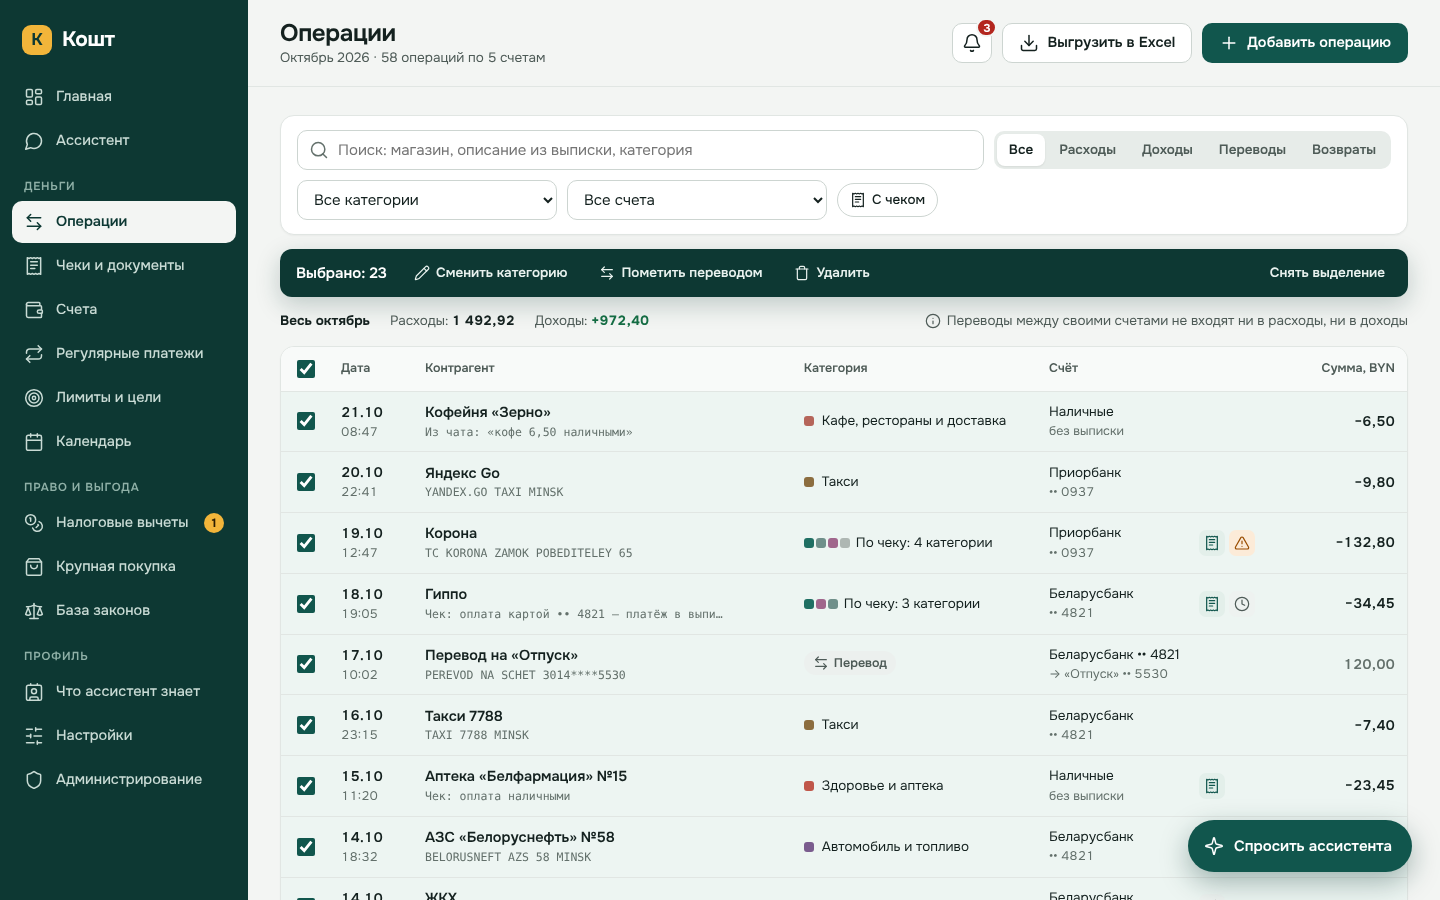 К Кошт
Главная
Ассистент
ДЕНЬГИ
Операции
Чеки и документы
Счета
Регулярные платежи
Лимиты и цели
Календарь
ПРАВО И ВЫГОДА
Налоговые вычеты 1
Крупная покупка
База законов
ПРОФИЛЬ
Что ассистент знает
Настройки
Администрирование
Операции
Октябрь 2026 · 58 операций по 5 счетам
3
Выгрузить в Excel
Добавить операцию
Поиск: магазин, описание из выписки, категория
Все Расходы Доходы Переводы Возвраты
Все категории
Все счета
С чеком
Выбрано: 23 Сменить категорию Пометить переводом Удалить Снять выделение
Весь октябрь Расходы: 1 492,92 Доходы: +972,40 Переводы между своими счетами не входят ни в расходы, ни в доходы
Дата Контрагент Категория Счёт Сумма, BYN
21.10 Кофейня «Зерно» Кафе, рестораны и доставка Наличные −6,50
08:47 Из чата: «кофе 6,50 наличными» без выписки
20.10 Яндекс Go Такси Приорбанк −9,80
22:41 YANDEX.GO TAXI MINSK •• 0937
19.10 Корона По чеку: 4 категории Приорбанк −132,80
12:47 TC KORONA ZAMOK POBEDITELEY 65 •• 0937
18.10 Гиппо По чеку: 3 категории Беларусбанк −34,45
19:05 Чек: оплата картой •• 4821 — платёж в выпи… •• 4821
17.10 Перевод на «Отпуск» Перевод Беларусбанк •• 4821 120,00
10:02 PEREVOD NA SCHET 3014****5530 → «Отпуск» •• 5530
16.10 Такси 7788 Такси Беларусбанк −7,40
23:15 TAXI 7788 MINSK •• 4821
15.10 Аптека «Белфармация» №15 Здоровье и аптека Наличные −23,45
11:20 Чек: оплата наличными без выписки
14.10 АЗС «Белоруснефть» №58 Автомобиль и топливо Беларусбанк
18:32 BELORUSNEFT AZS 58 MINSK •• 4821
Спросить ассистента
14.10 ЖКХ Беларусбанк